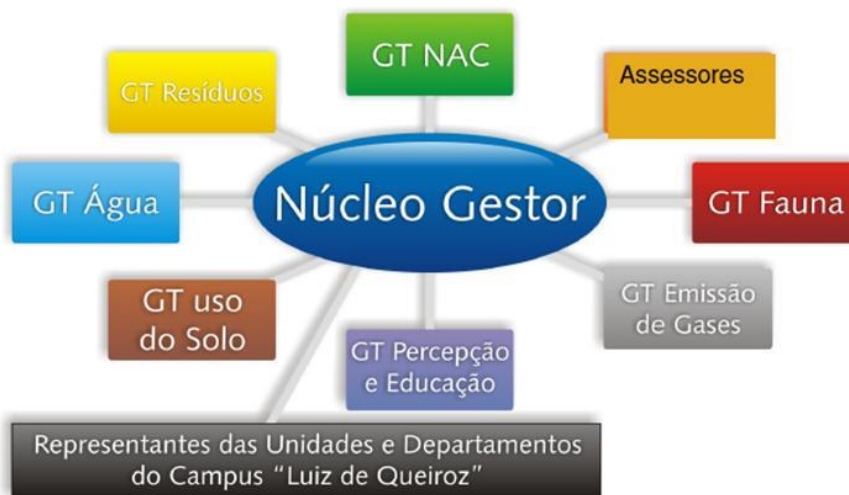 GT NAC
GT Resíduos
Assessores
GT Água
Núcleo Gestor
GT Fauna
GT uso
do Solo
GT Emissão
de Gases
GT Percepção
e Educação
Representantes das Unidades e Departamentos
do Campus “Luiz de Queiroz”